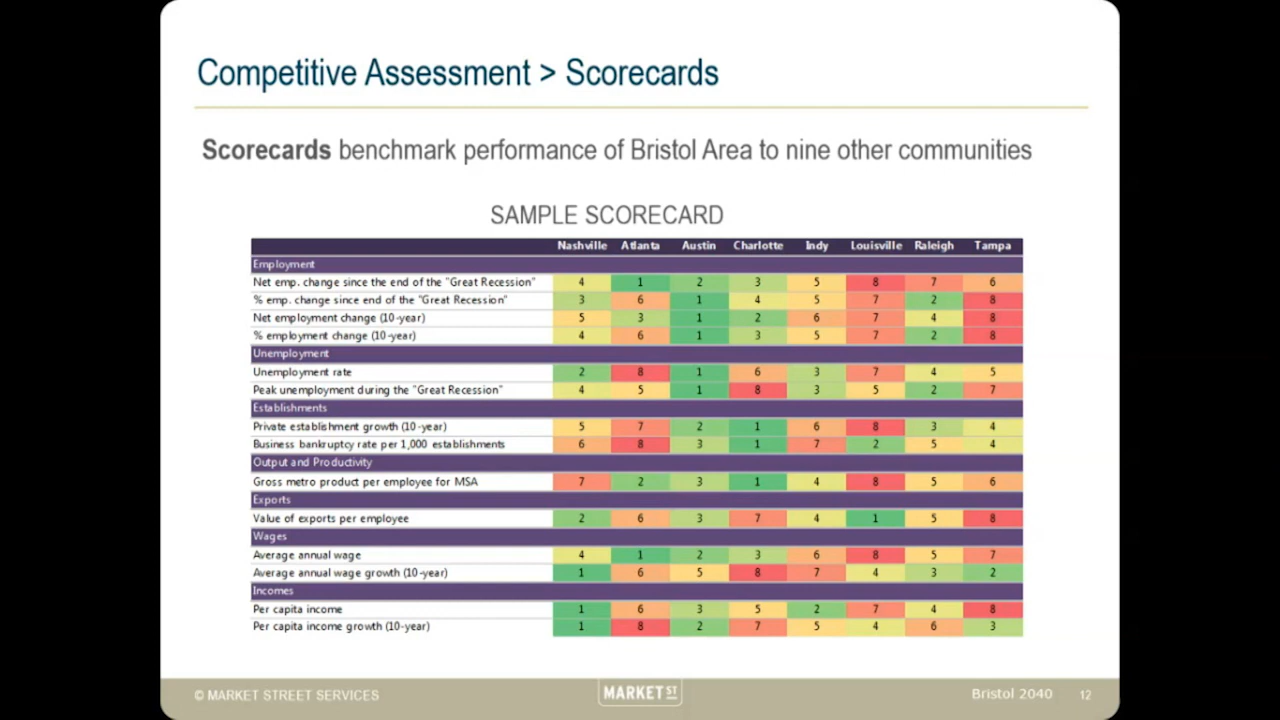 Competitive Assessment > Scorecards
Scorecards benchmark performance of Bristol Area to nine other communities
SAMPLE SCORECARD
Nashville Atlanta Austin Charlotte Indy Louisville Raleigh Tampa
Employment
Net emp. change since the end of the "Great Recession" 4 1 2 3 5 8 7 6
% emp. change since end of the "Great Recession" 3 6 1 4 5 7 2 8
Net employment change (10-year) 5 3 1 2 6 7 4 8
% employment change (10-year) 4 6 1 3 5 7 2 8
Unemployment
Unemployment rate 2 8 1 6 3 7 4 5
Peak unemployment during the "Great Recession" 4 5 1 8 3 5 2 7
Establishments
Private establishment growth (10-year) 5 7 2 1 6 8 3 4
Business bankruptcy rate per 1,000 establishments 6 8 3 1 7 2 5 4
Output and Productivity
Gross metro product per employee for MSA 7 2 3 1 4 8 5 6
Exports
Value of exports per employee 2 6 3 7 4 1 5 8
Wages
Average annual wage 4 1 2 3 6 8 5 7
Average annual wage growth (10-year) 1 6 5 8 7 4 3 2
Incomes
Per capita income 1 6 3 5 2 7 4 8
Per capita income growth (10-year) 1 8 2 7 5 4 6 3
© MARKET STREET SERVICES
MARKET ST
Bristol 2040 12